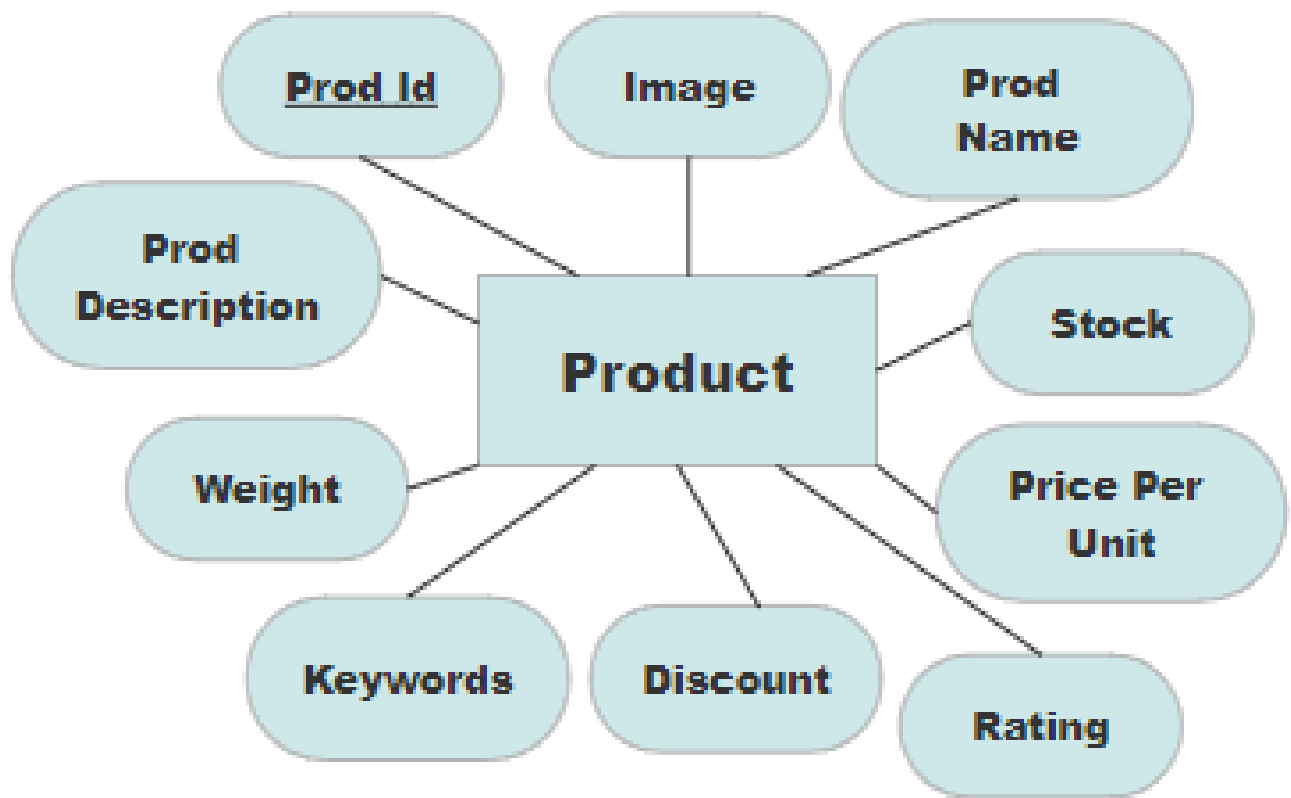 Prod Id
Image
Prod
Name
Prod
Description
Stock
Product
Weight
Price Per
Unit
Keywords
Discount
Rating